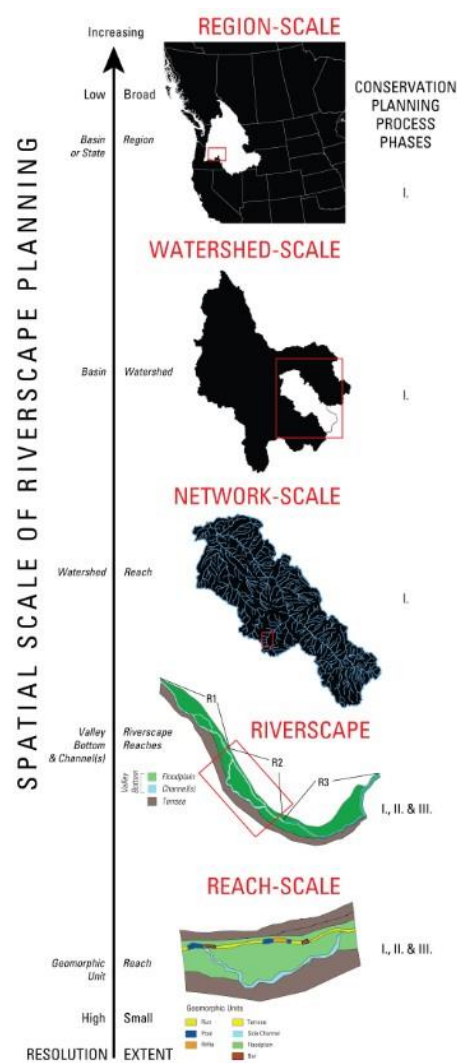 SPATIAL SCALE OF RIVERSCAPE PLANNING
Increasing
REGION-SCALE
Low Broad
CONSERVATION
PLANNING
PROCESS
PHASES
Basin
or State
Region
I.
WATERSHED-SCALE
Basin Watershed
I.
NETWORK-SCALE
Watershed Reach
I.
R1
Valley
Bottom
& Channel(s)
Riverscape
Reaches
RIVERSCAPE
R2
R3
Valley
Bottom
Floodplain
Channel(s)
Terrace
I., II. & III.
REACH-SCALE
I., II. & III.
Geomorphic
Unit
Reach
Geomorphic Units
Run
Pool
Riffle
Terrace
Side Channel
Floodplain
Bar
High Small
RESOLUTION EXTENT